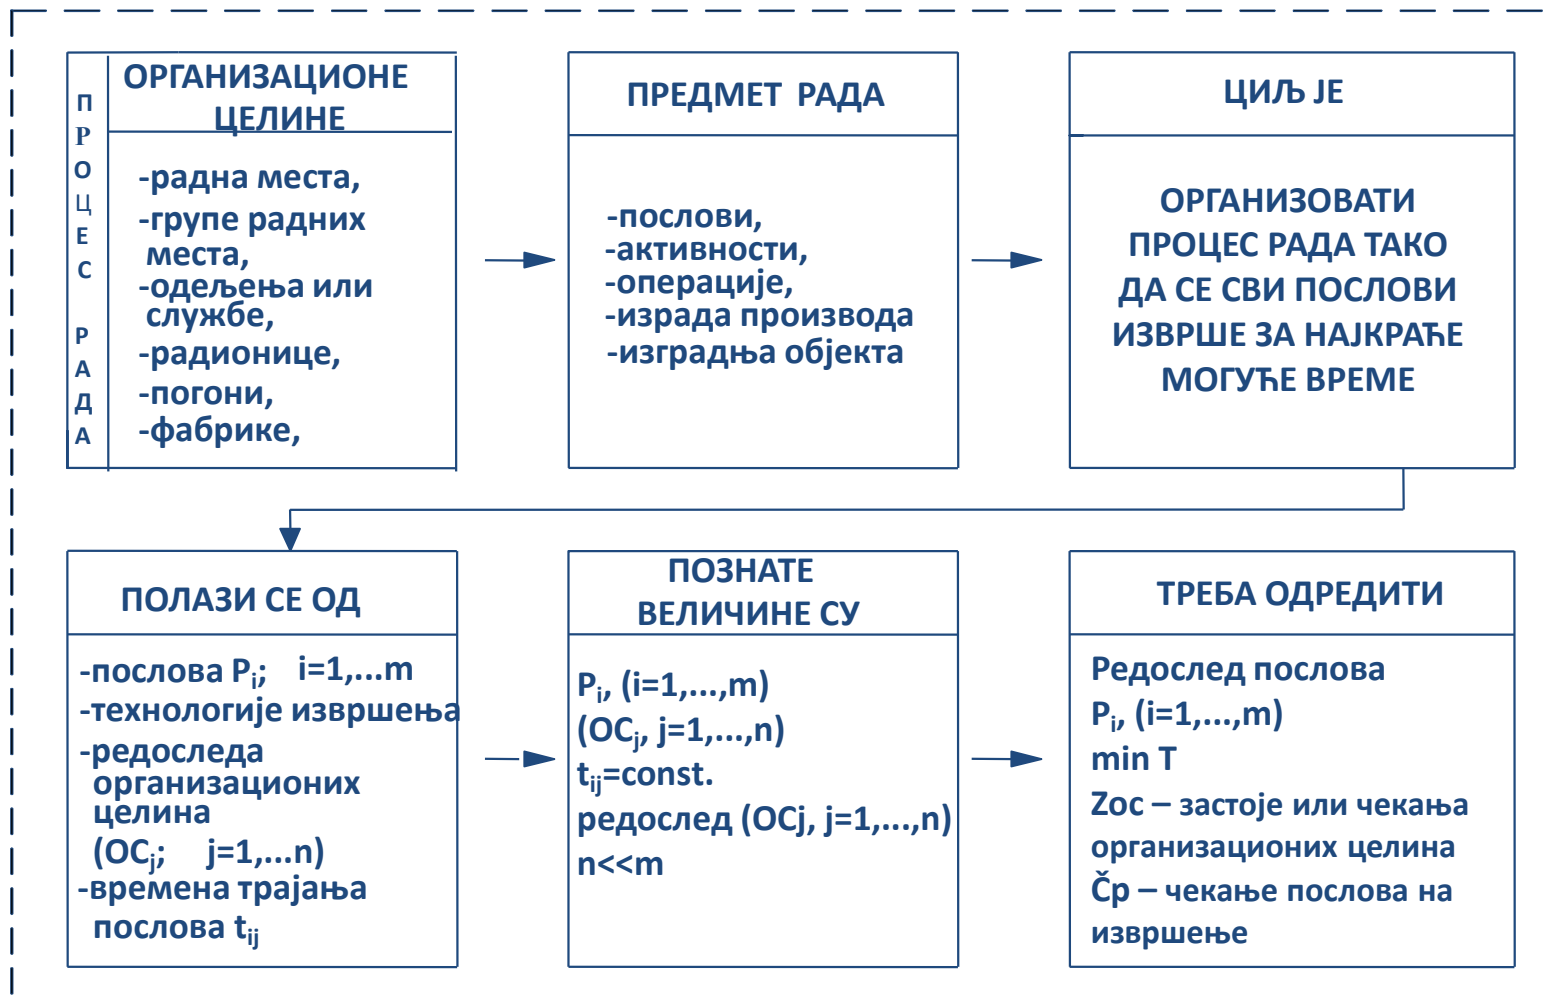 ПРОЦЕС РАДА
ОРГАНИЗАЦИОНЕ
ЦЕЛИНЕ
-радна места,
-групе радних
места,
-одељења или
службе,
-радионице,
-погони,
-фабрике,
ПРЕДМЕТ РАДА
-послови,
-активности,
-операције,
-израда производа
-изградња објекта
ЦИЉ ЈЕ
ОРГАНИЗОВАТИ
ПРОЦЕС РАДА ТАКО
ДА СЕ СВИ ПОСЛОВИ
ИЗВРШЕ ЗА НАЈКРАЋЕ
МОГУЋЕ ВРЕМЕ
ПОЛАЗИ СЕ ОД
-послова Pi; i=1,...m
-технологије извршења
-редоследа
организационих
целина
(OCj; j=1,...n)
-времена трајања
послова tij
ПОЗНАТЕ
ВЕЛИЧИНЕ СУ
Pi, (i=1,...,m)
(OCj, j=1,...,n)
tij=const.
редослед (OCj, j=1,...,n)
n<<m
ТРЕБА ОДРЕДИТИ
Редослед послова
Pi, (i=1,...,m)
min T
Zoc – застоје или чекања
организационих целина
Čp – чекање послова на
извршење